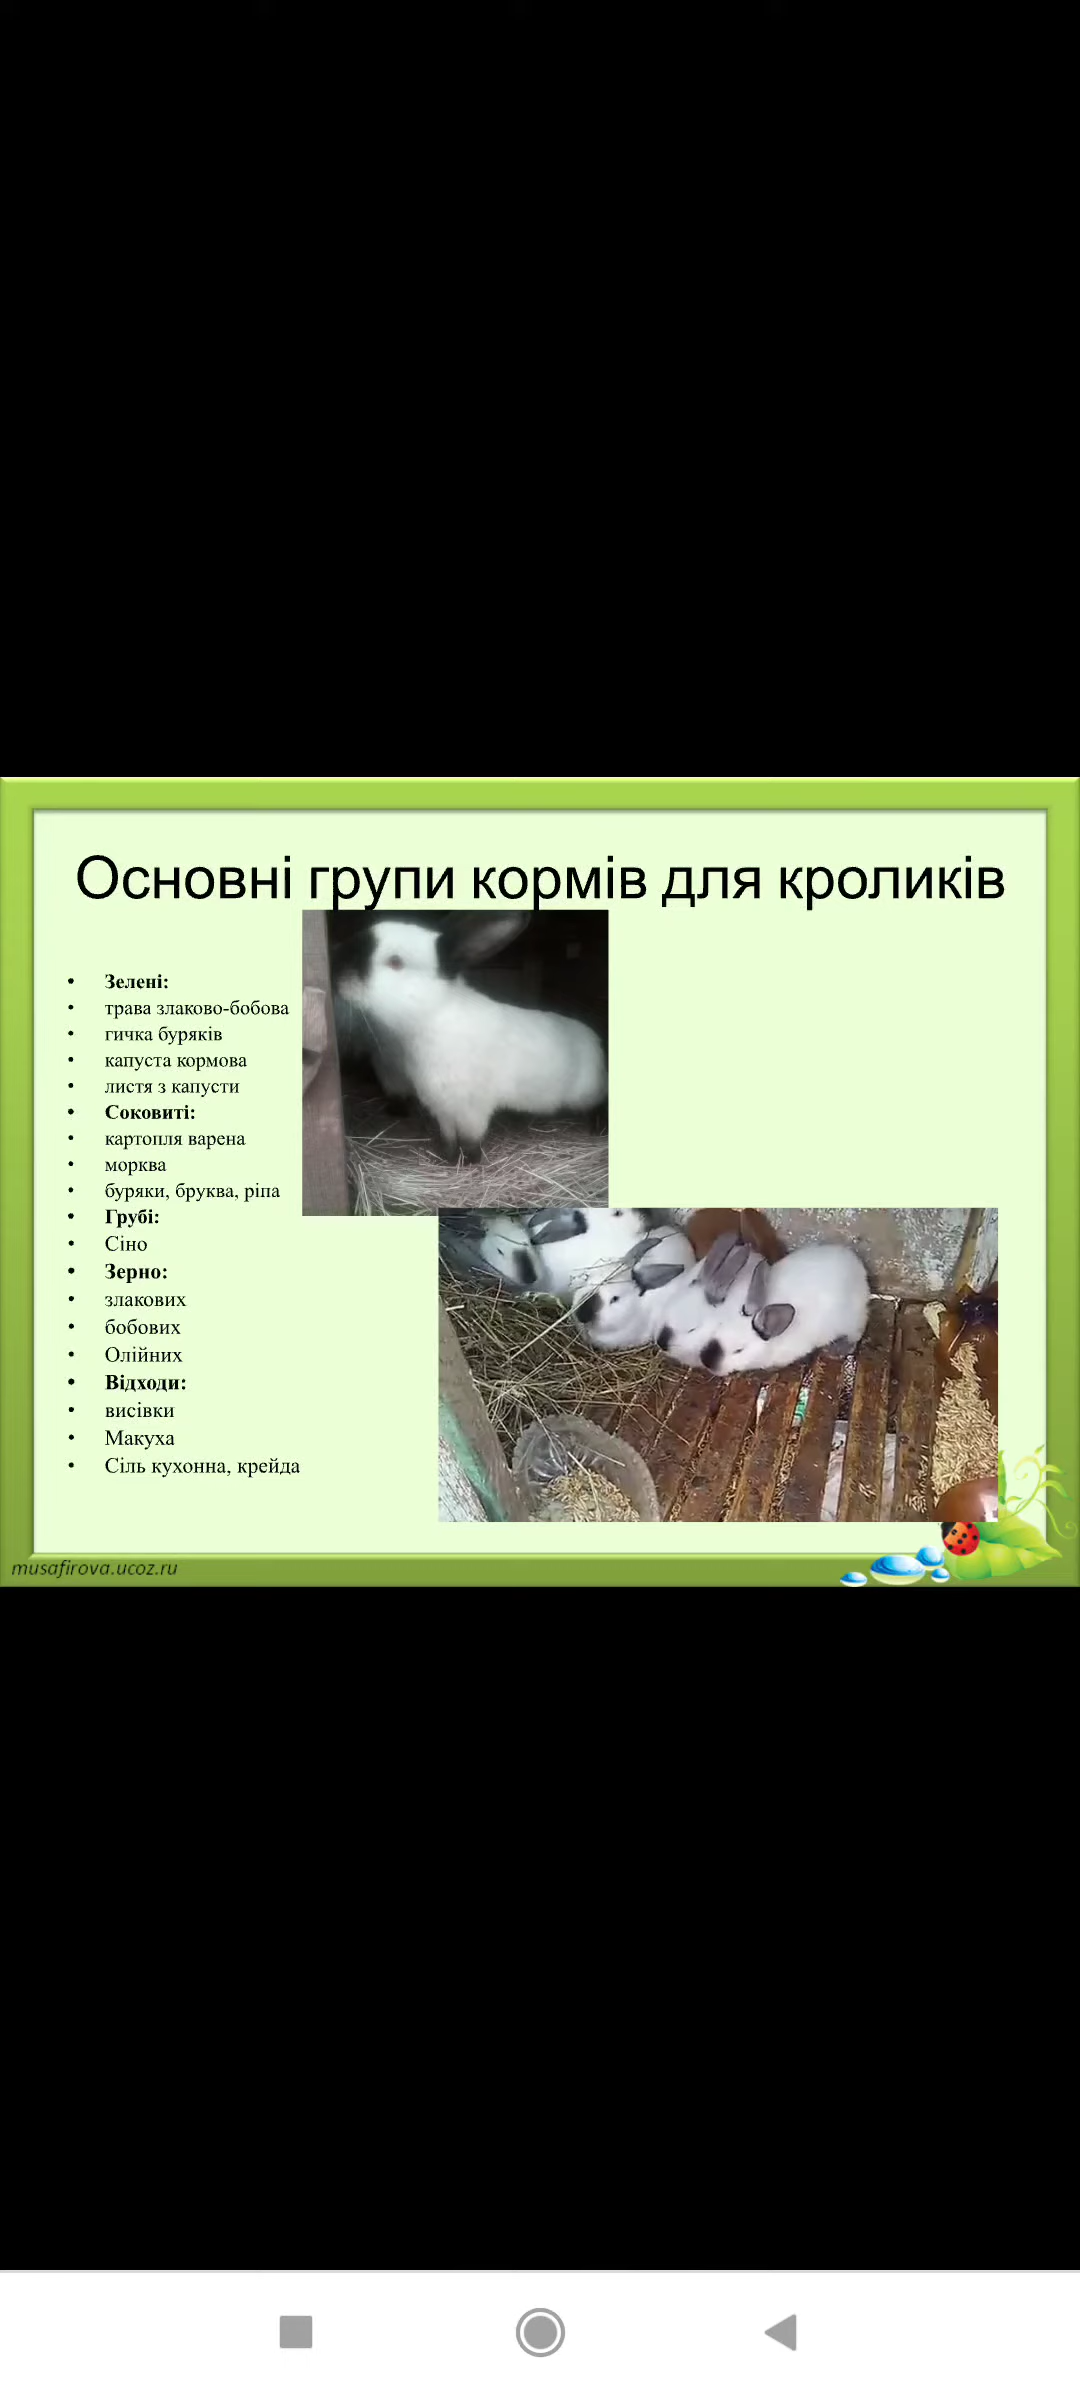 Основні групи кормів для кроликів
• Зелені:
• трава злаково-бобова
• гичка буряків
• капуста кормова
• листя з капусти
• Соковиті:
• картопля варена
• морква
• буряки, бруква, ріпа
• Грубі:
• Сіно
• Зерно:
• злакових
• бобових
• Олійних
• Відходи:
• висівки
• Макуха
• Сіль кухонна, крейда
musafirova.ucoz.ru